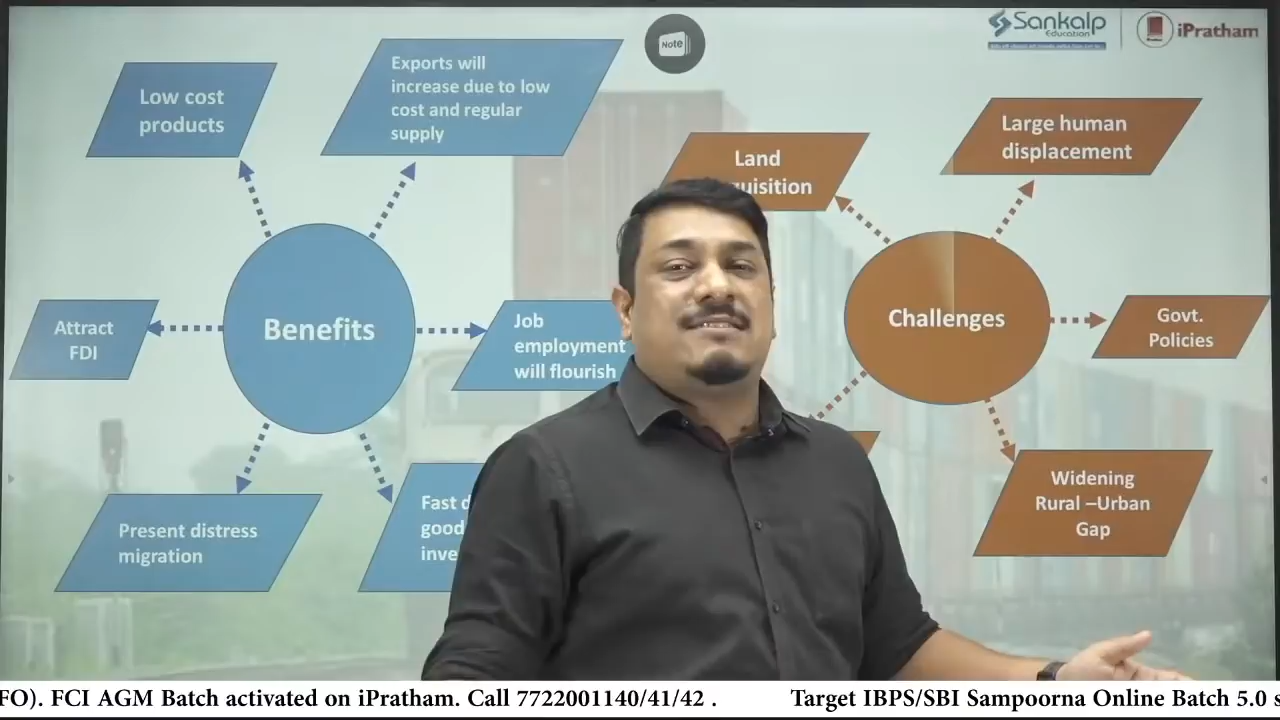 Note
Sankalp
Education
iPratham
Low cost
products
Exports will
increase due to low
cost and regular
supply
Land
Large human
displacement
Attract
FDI
Benefits
Job
employment
will flourish
Challenges
Govt.
Policies
Present distress
migration
Fast
Widening
Rural –Urban
Gap
FO). FCI AGM Batch activated on iPratham. Call 7722001140/41/42 .
Target IBPS/SBI Sampoorna Online Batch 5.0